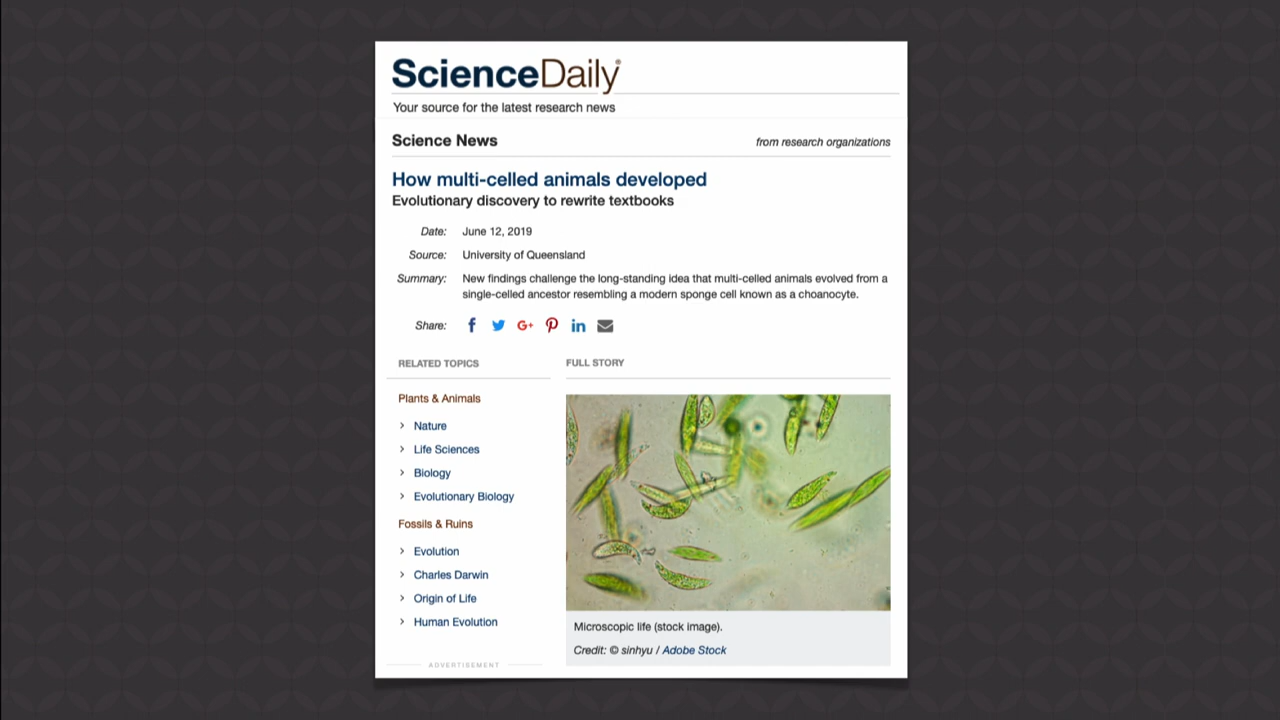 ScienceDaily®
Your source for the latest research news
Science News
from research organizations
How multi-celled animals developed
Evolutionary discovery to rewrite textbooks
Date: June 12, 2019
Source: University of Queensland
Summary: New findings challenge the long-standing idea that multi-celled animals evolved from a
single-celled ancestor resembling a modern sponge cell known as a choanocyte.
Share: f G+ in
RELATED TOPICS
Plants & Animals
> Nature
> Life Sciences
> Biology
> Evolutionary Biology
Fossils & Ruins
> Evolution
> Charles Darwin
> Origin of Life
> Human Evolution
ADVERTISEMENT
FULL STORY
Microscopic life (stock image).
Credit: © sinhyu / Adobe Stock